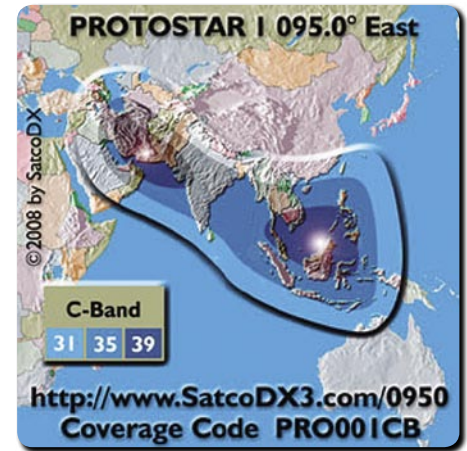 PROTOSTAR I 095.0° East
©2008 by SatcoDX
C-Band
31 35 39
http://www.SatcoDX3.com/0950
Coverage Code PRO001CB